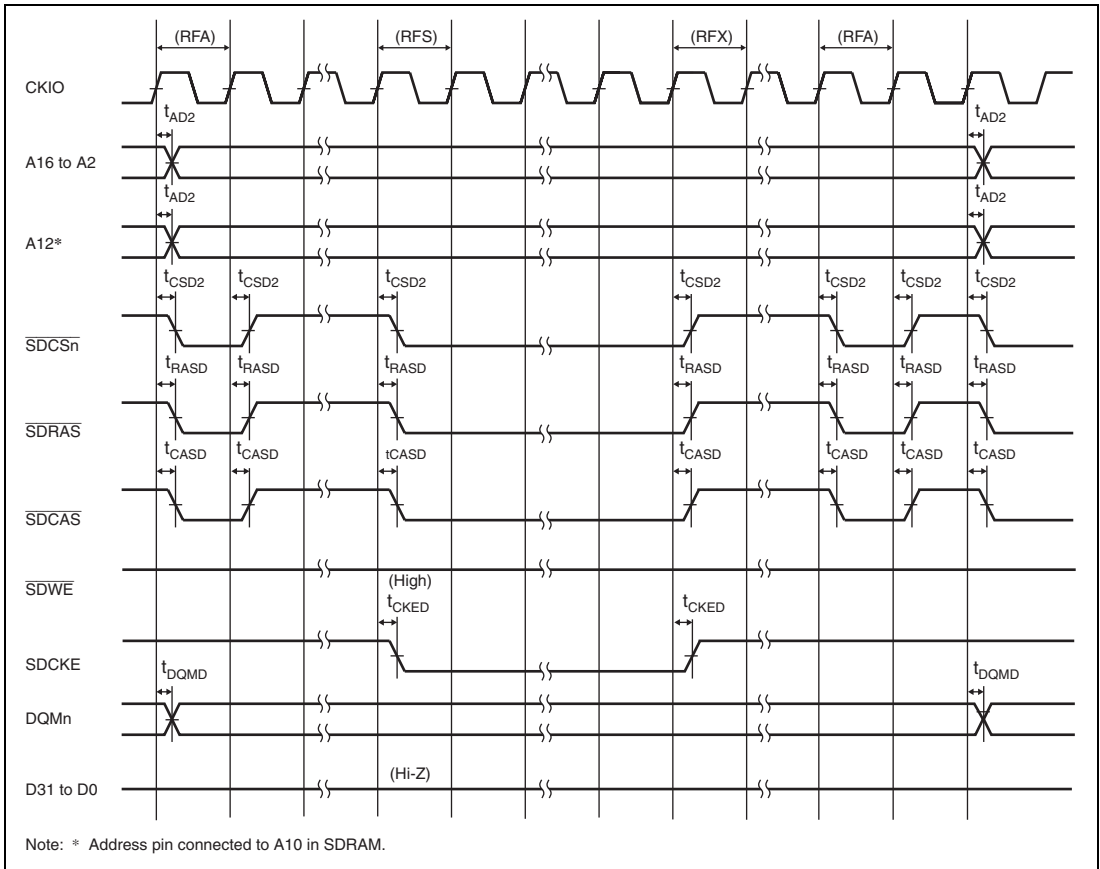 (RFA) (RFS) (RFX) (RFA)
CKIO
tAD2 tAD2
A16 to A2
tAD2 tAD2
A12*
tCSD2 tCSD2 tCSD2 tCSD2 tCSD2 tCSD2 tCSD2
SDCSn
tRASD tRASD tRASD tRASD tRASD tRASD tRASD
SDRAS
tCASD tCASD tCASD tCASD tCASD tCASD tCASD
SDCAS
SDWE (High)
tCKED tCKED
SDCKE
tDQMD tDQMD
DQMn
D31 to D0 (Hi-Z)
Note: * Address pin connected to A10 in SDRAM.